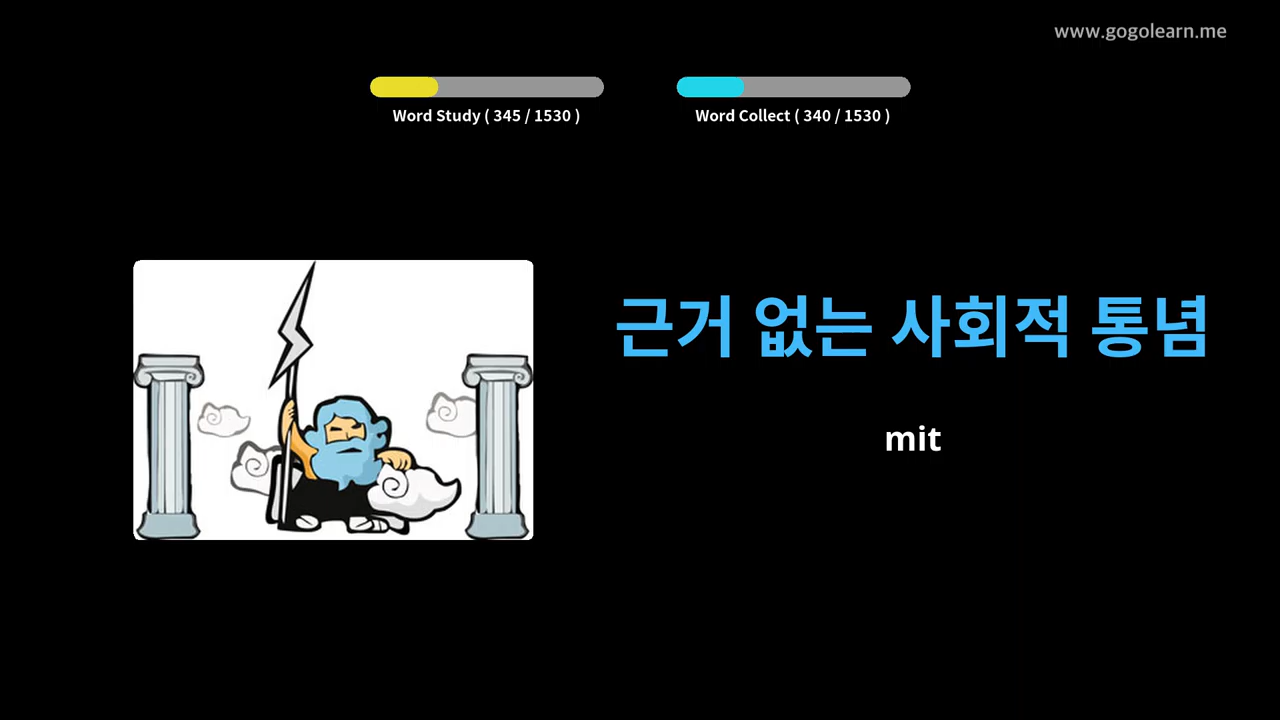 www.gogolearn.me
Word Study ( 345 / 1530 )
Word Collect ( 340 / 1530 )
근거 없는 사회적 통념
mit